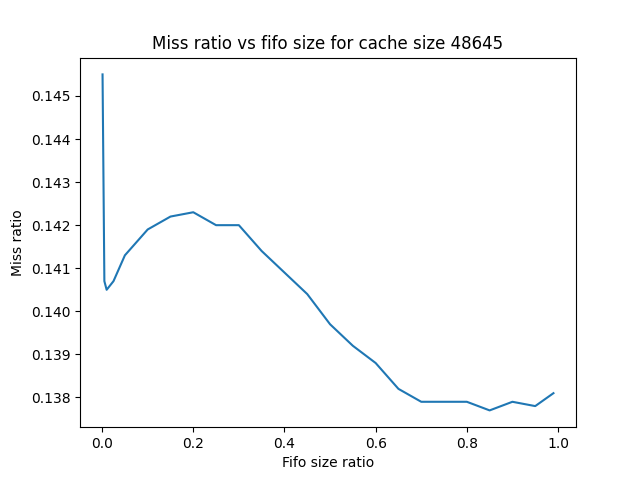 Miss ratio vs fifo size for cache size 48645
Miss ratio
0.145
0.144
0.143
0.142
0.141
0.140
0.139
0.138
0.0 0.2 0.4 0.6 0.8 1.0
Fifo size ratio